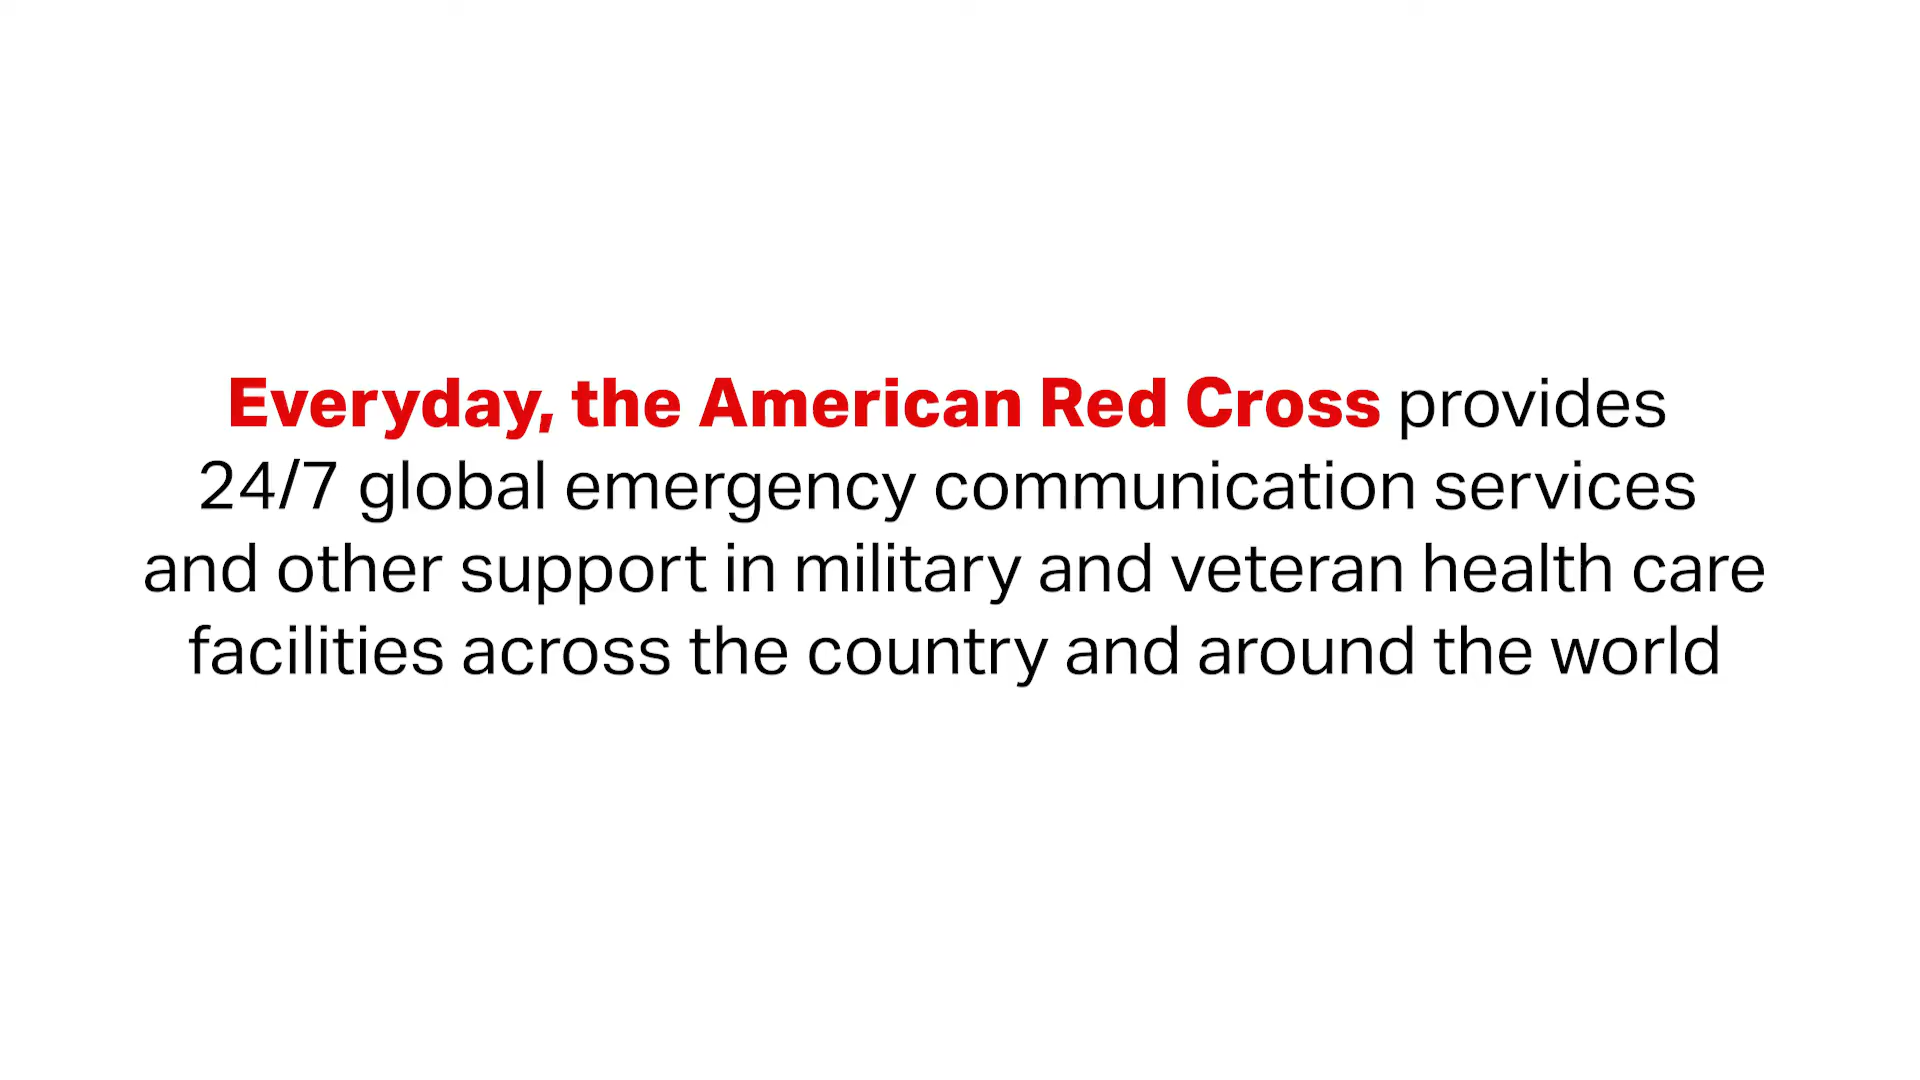 Everyday, the American Red Cross provides
24/7 global emergency communication services
and other support in military and veteran health care
facilities across the country and around the world